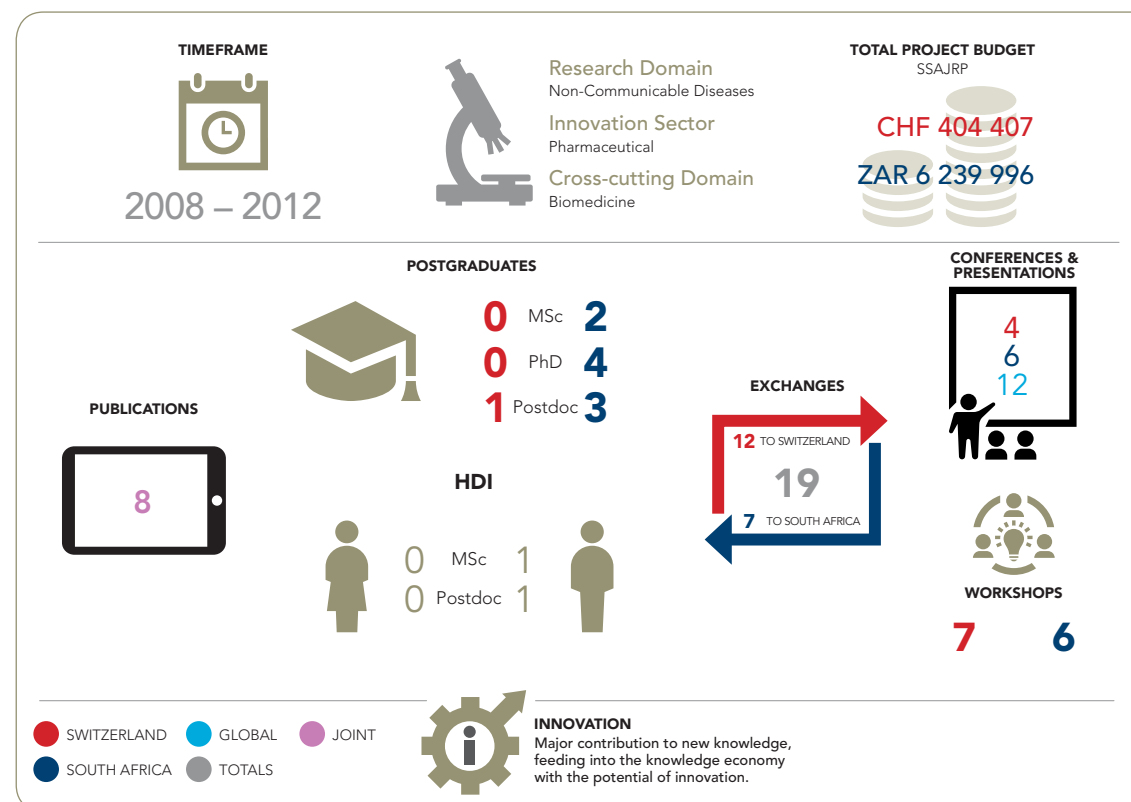 TIMEFRAME
2008 – 2012
Research Domain
Non-Communicable Diseases
Innovation Sector
Pharmaceutical
Cross-cutting Domain
Biomedicine
TOTAL PROJECT BUDGET
SSAJRP
CHF 404 407
ZAR 6 239 996
PUBLICATIONS
8
POSTGRADUATES
0 MSc 2
0 PhD 4
1 Postdoc 3
HDI
0 MSc 1
0 Postdoc 1
EXCHANGES
12 TO SWITZERLAND
19
7 TO SOUTH AFRICA
CONFERENCES &
PRESENTATIONS
4
6
12
WORKSHOPS
7 6
SWITZERLAND
GLOBAL
JOINT
SOUTH AFRICA
TOTALS
i
INNOVATION
Major contribution to new knowledge,
feeding into the knowledge economy
with the potential of innovation.